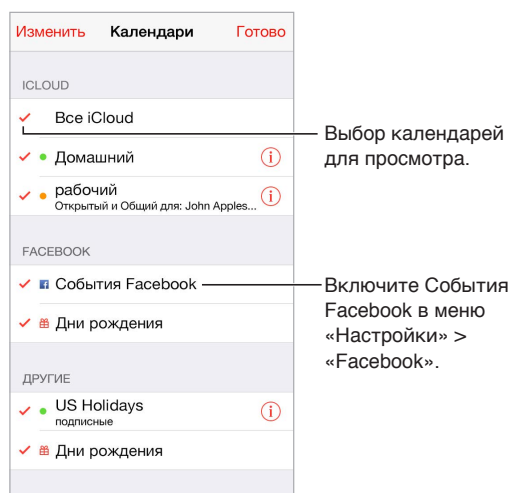 Изменить Календари Готово
ICLOUD
Все iCloud
Домашний
рабочий
Открытый и Общий для: John Apples...
FACEBOOK
События Facebook
Дни рождения
ДРУГИЕ
US Holidays
подписные
Дни рождения
Выбор календарей
для просмотра.
Включите События
Facebook в меню
«Настройки» >
«Facebook».